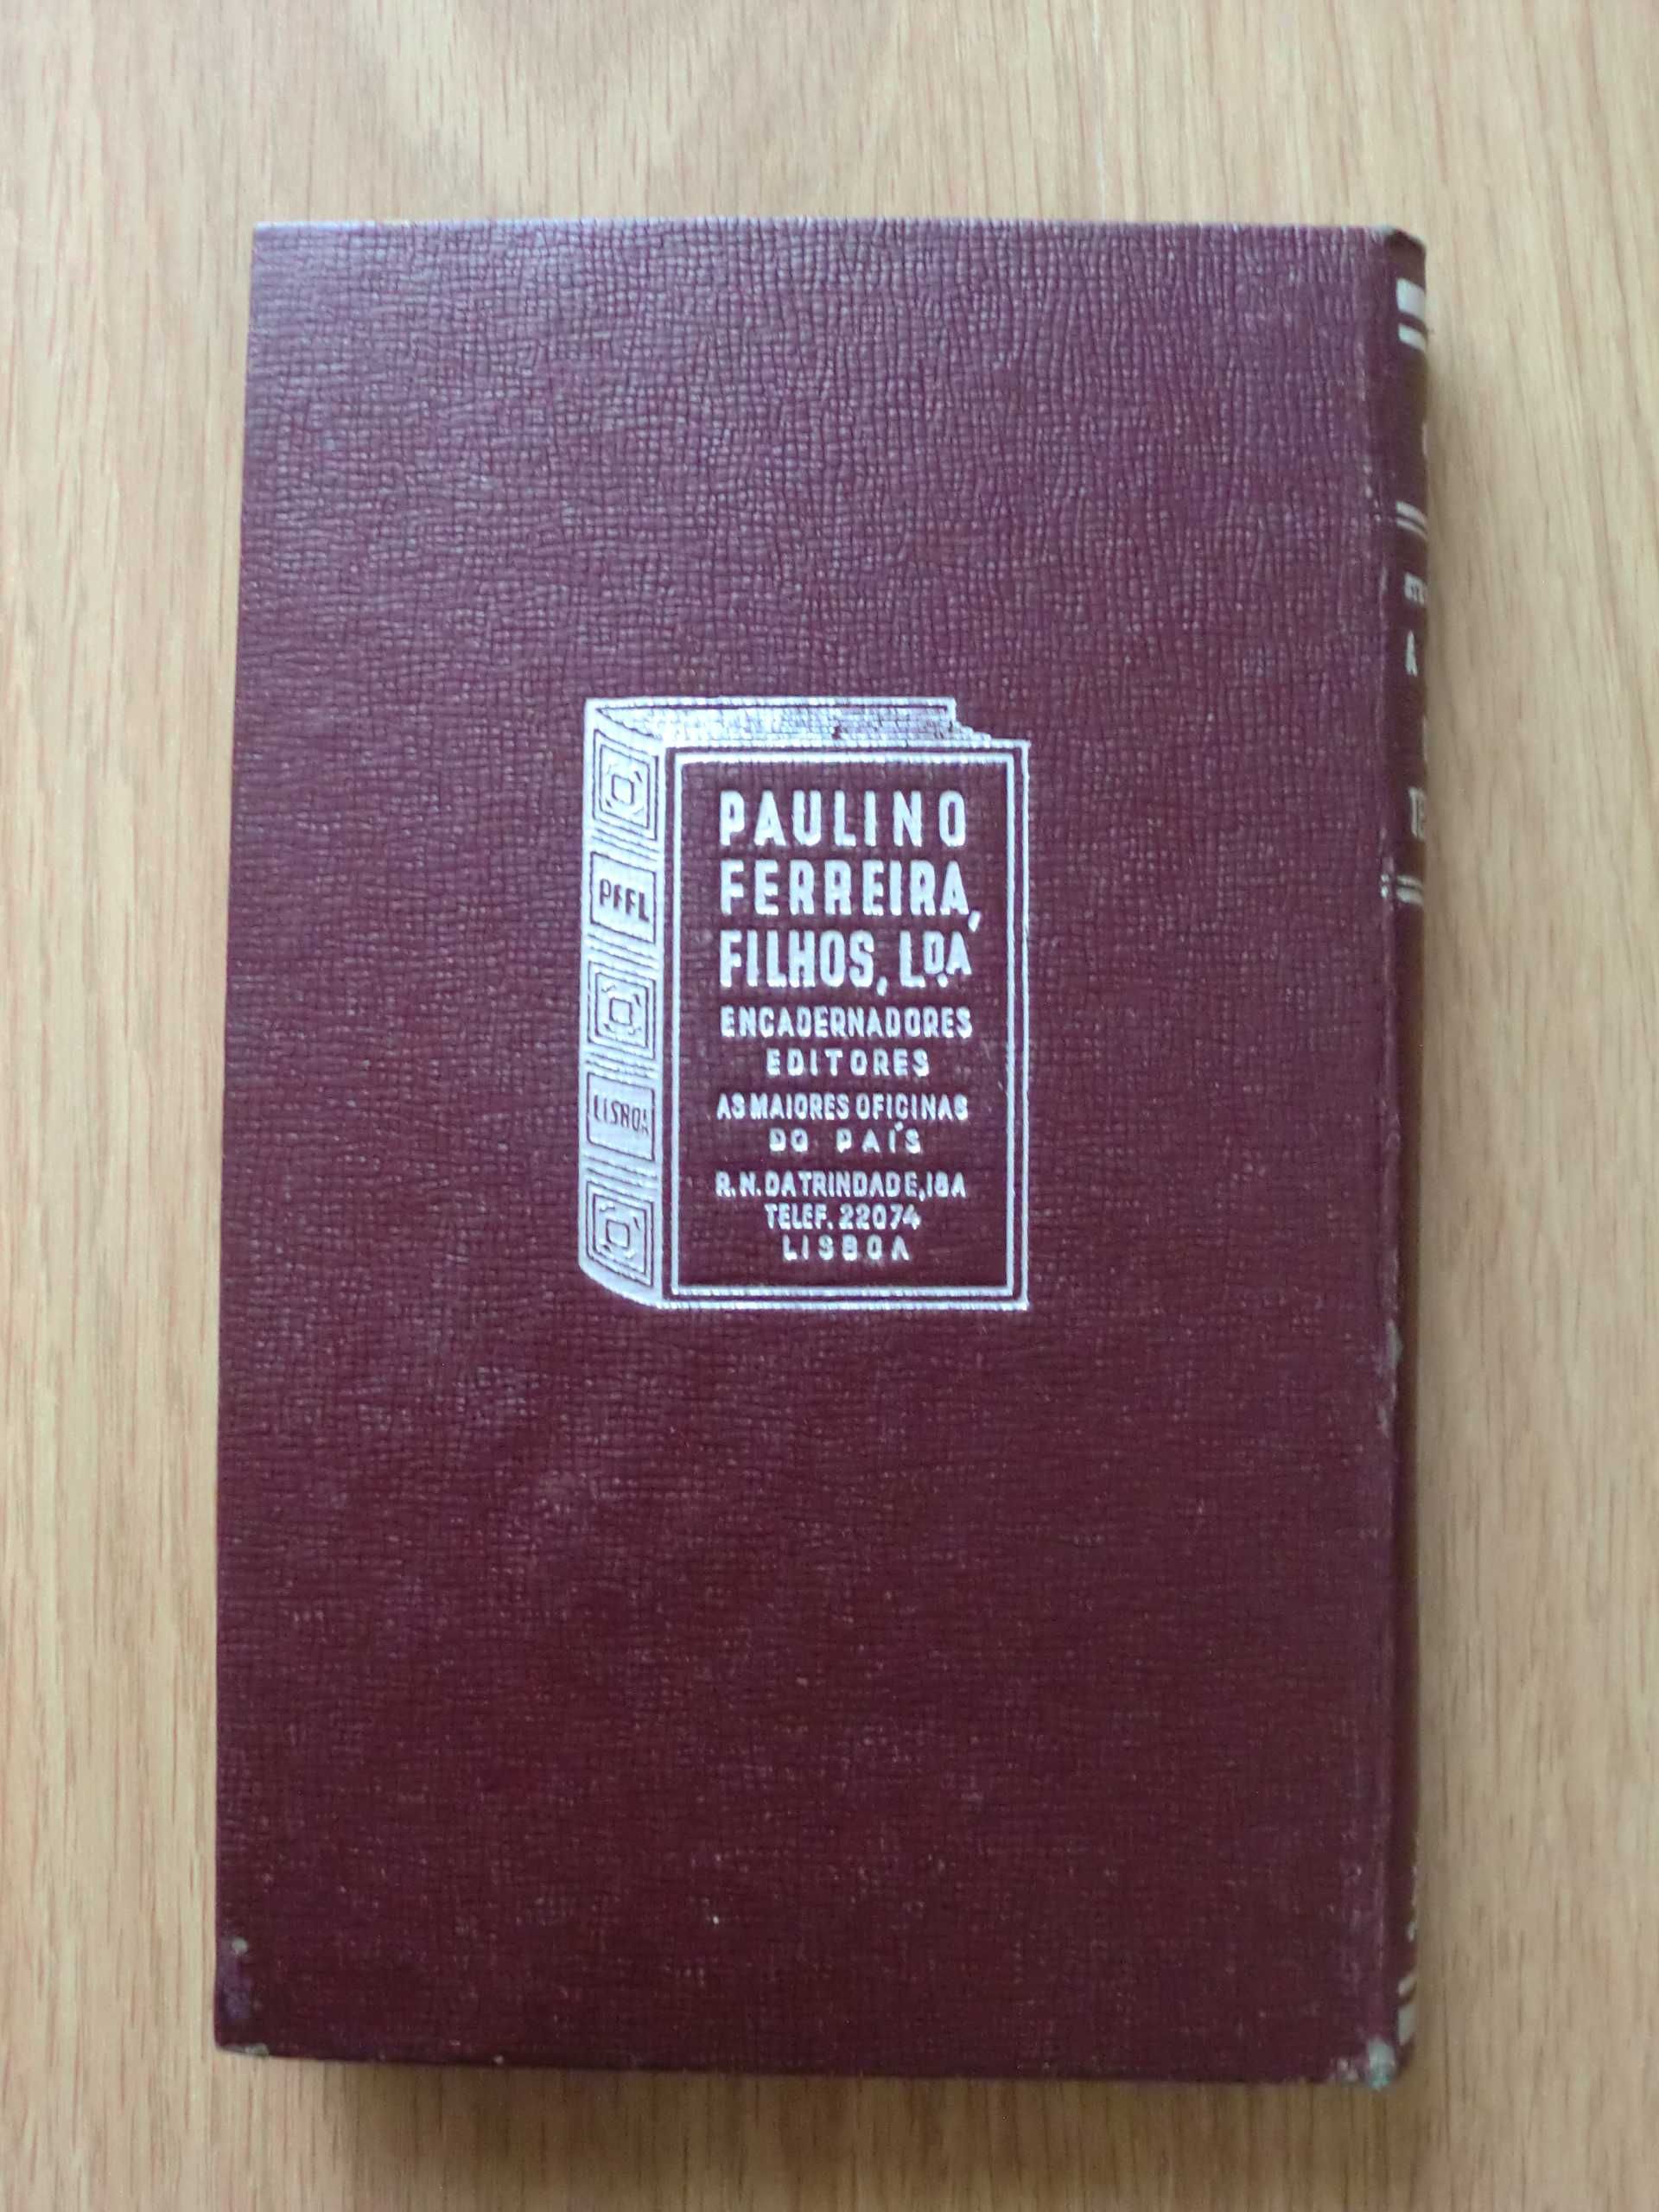 PAULINO
FERREIRA,
FILHOS, L.DA
ENCADERNADORES
EDITORES
AS MAIORES OFICINAS
DO PAÍS
R. N. DA TRINDADE, 18A
TELEF. 22074
LISBOA
PFFL
LISBOA